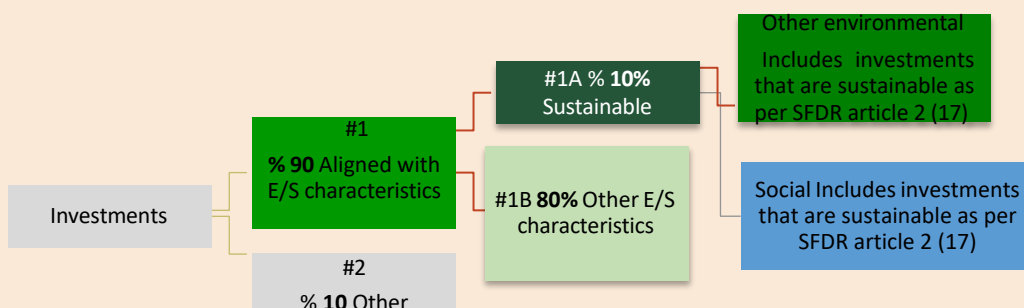 Investments
#1
% 90 Aligned with
E/S characteristics
#2
% 10 Other
#1A % 10%
Sustainable
#1B 80% Other E/S
characteristics
Other environmental
Includes investments
that are sustainable as
per SFDR article 2 (17)
Social Includes investments
that are sustainable as per
SFDR article 2 (17)